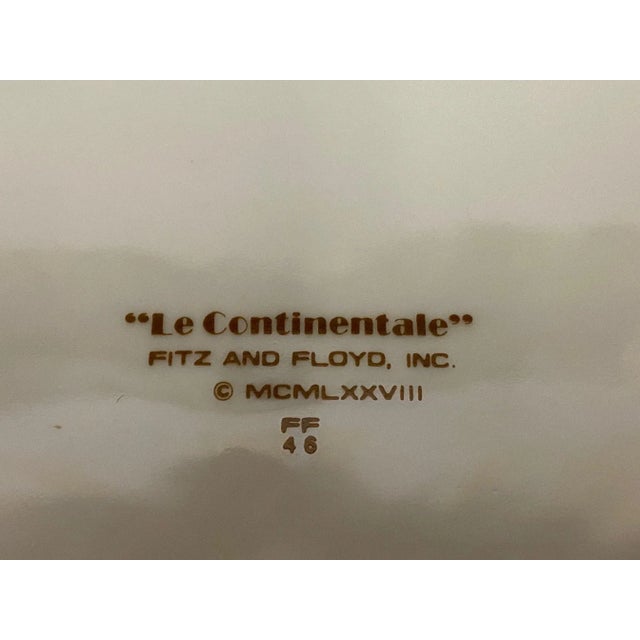 “Le Continentale”
FITZ AND FLOYD, INC.
© MCMLXXVIII
FF
46